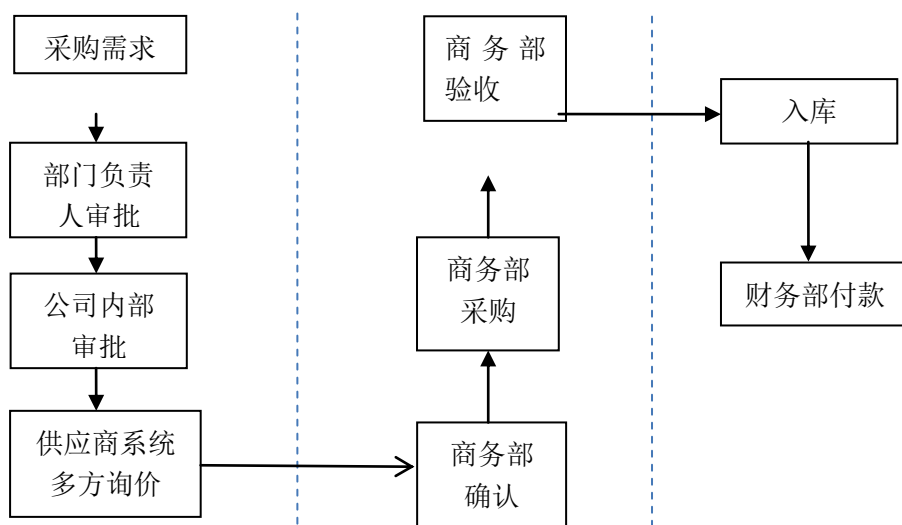 采购需求
部门负责
人审批
公司内部
审批
供应商系统
多方询价
商务部
验收
商务部
采购
商务部
确认
入库
财务部付款